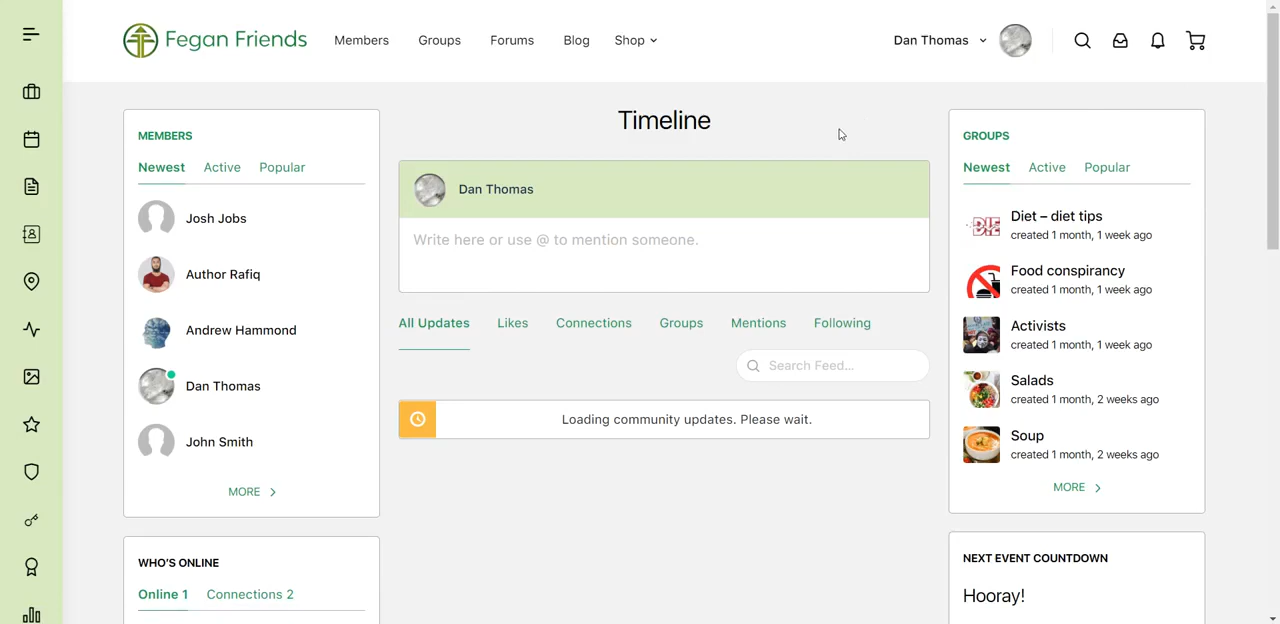 Fegan Friends
Members
Groups
Forums
Blog
Shop
Dan Thomas
MEMBERS
Newest
Active
Popular
Josh Jobs
Author Rafiq
Andrew Hammond
Dan Thomas
John Smith
MORE
WHO'S ONLINE
Online 1
Connections 2
Timeline
Dan Thomas
Write here or use @ to mention someone.
All Updates
Likes
Connections
Groups
Mentions
Following
Search Feed...
Loading community updates. Please wait.
GROUPS
Newest
Active
Popular
Diet – diet tips
created 1 month, 1 week ago
Food conspirancy
created 1 month, 1 week ago
Activists
created 1 month, 1 week ago
Salads
created 1 month, 2 weeks ago
Soup
created 1 month, 2 weeks ago
MORE
NEXT EVENT COUNTDOWN
Hooray!